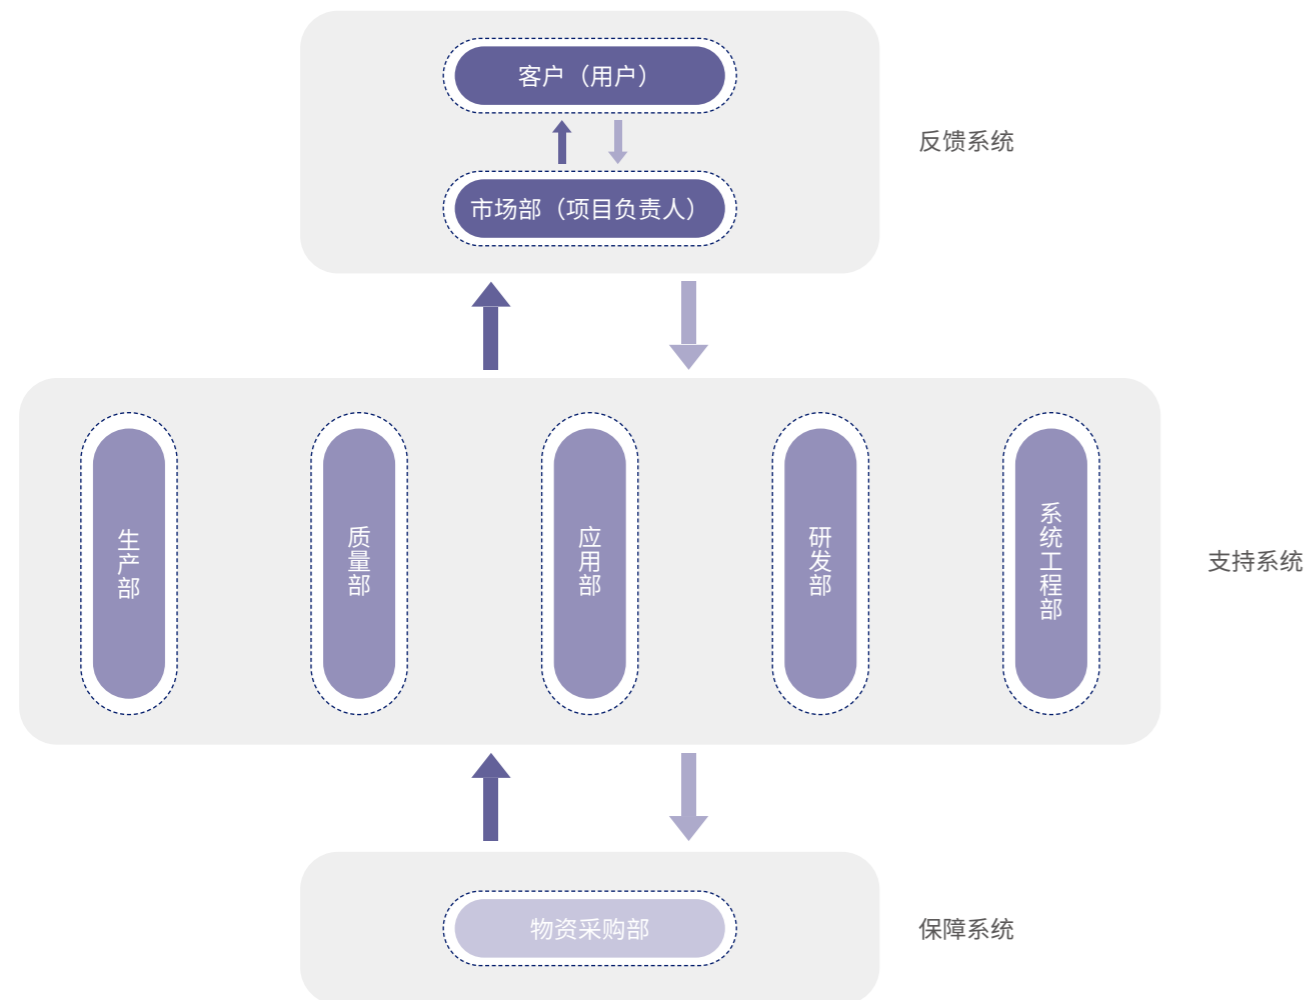 客户（用户）
反馈系统
市场部（项目负责人）
生产部
质量部
应用部
研发部
系统工程部
支持系统
物资采购部
保障系统